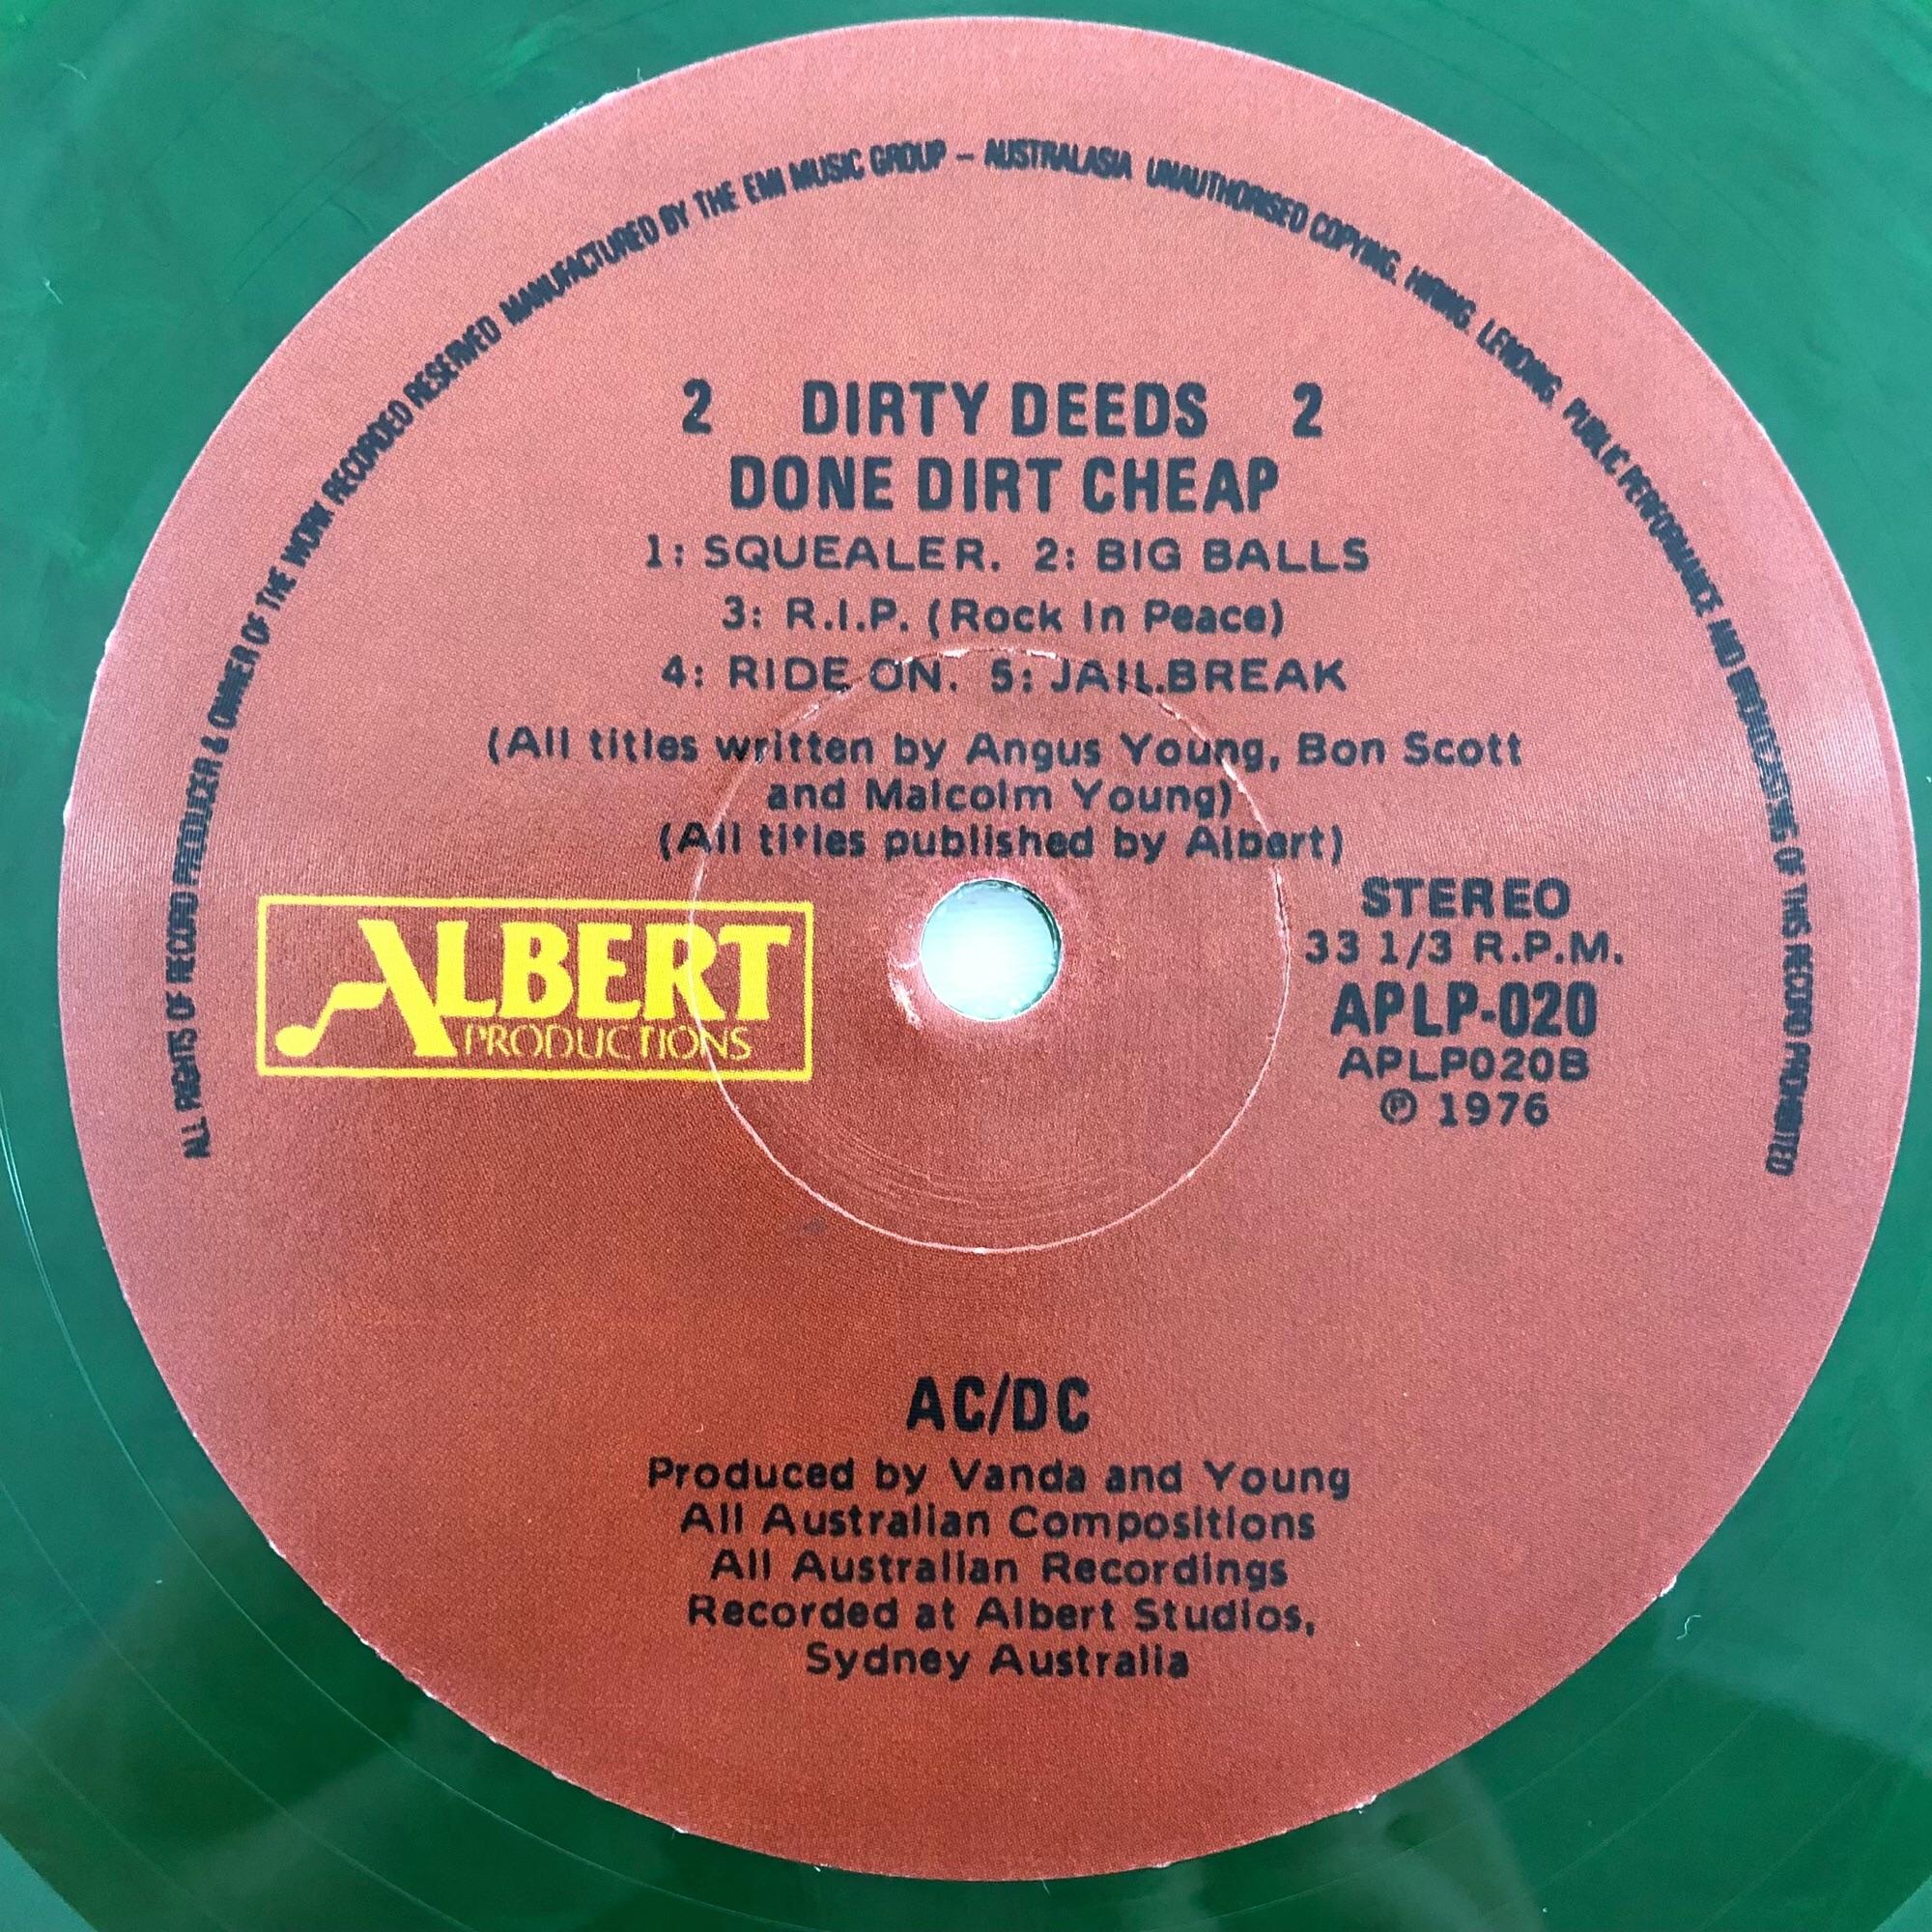 ALL RIGHTS OF RECORD PRODUCER & OWNER OF THE WORK RECORDED RESERVED MANUFACTURED BY THE EMI MUSIC GROUP – AUSTRALASIA UNAUTHORISED COPYING, HIRING, LENDING, PUBLIC PERFORMANCE AND BROADCASTING OF THIS RECORD PROHIBITED
2 DIRTY DEEDS 2
DONE DIRT CHEAP
1: SQUEALER. 2: BIG BALLS
3: R.I.P. (Rock In Peace)
4: RIDE ON. 5: JAILBREAK
(All titles written by Angus Young, Bon Scott
and Malcolm Young)
(All titles published by Albert)
ALBERT
PRODUCTIONS
STEREO
33 1/3 R.P.M.
APLP-020
APLP020B
℗ 1976
AC/DC
Produced by Vanda and Young
All Australian Compositions
All Australian Recordings
Recorded at Albert Studios,
Sydney Australia